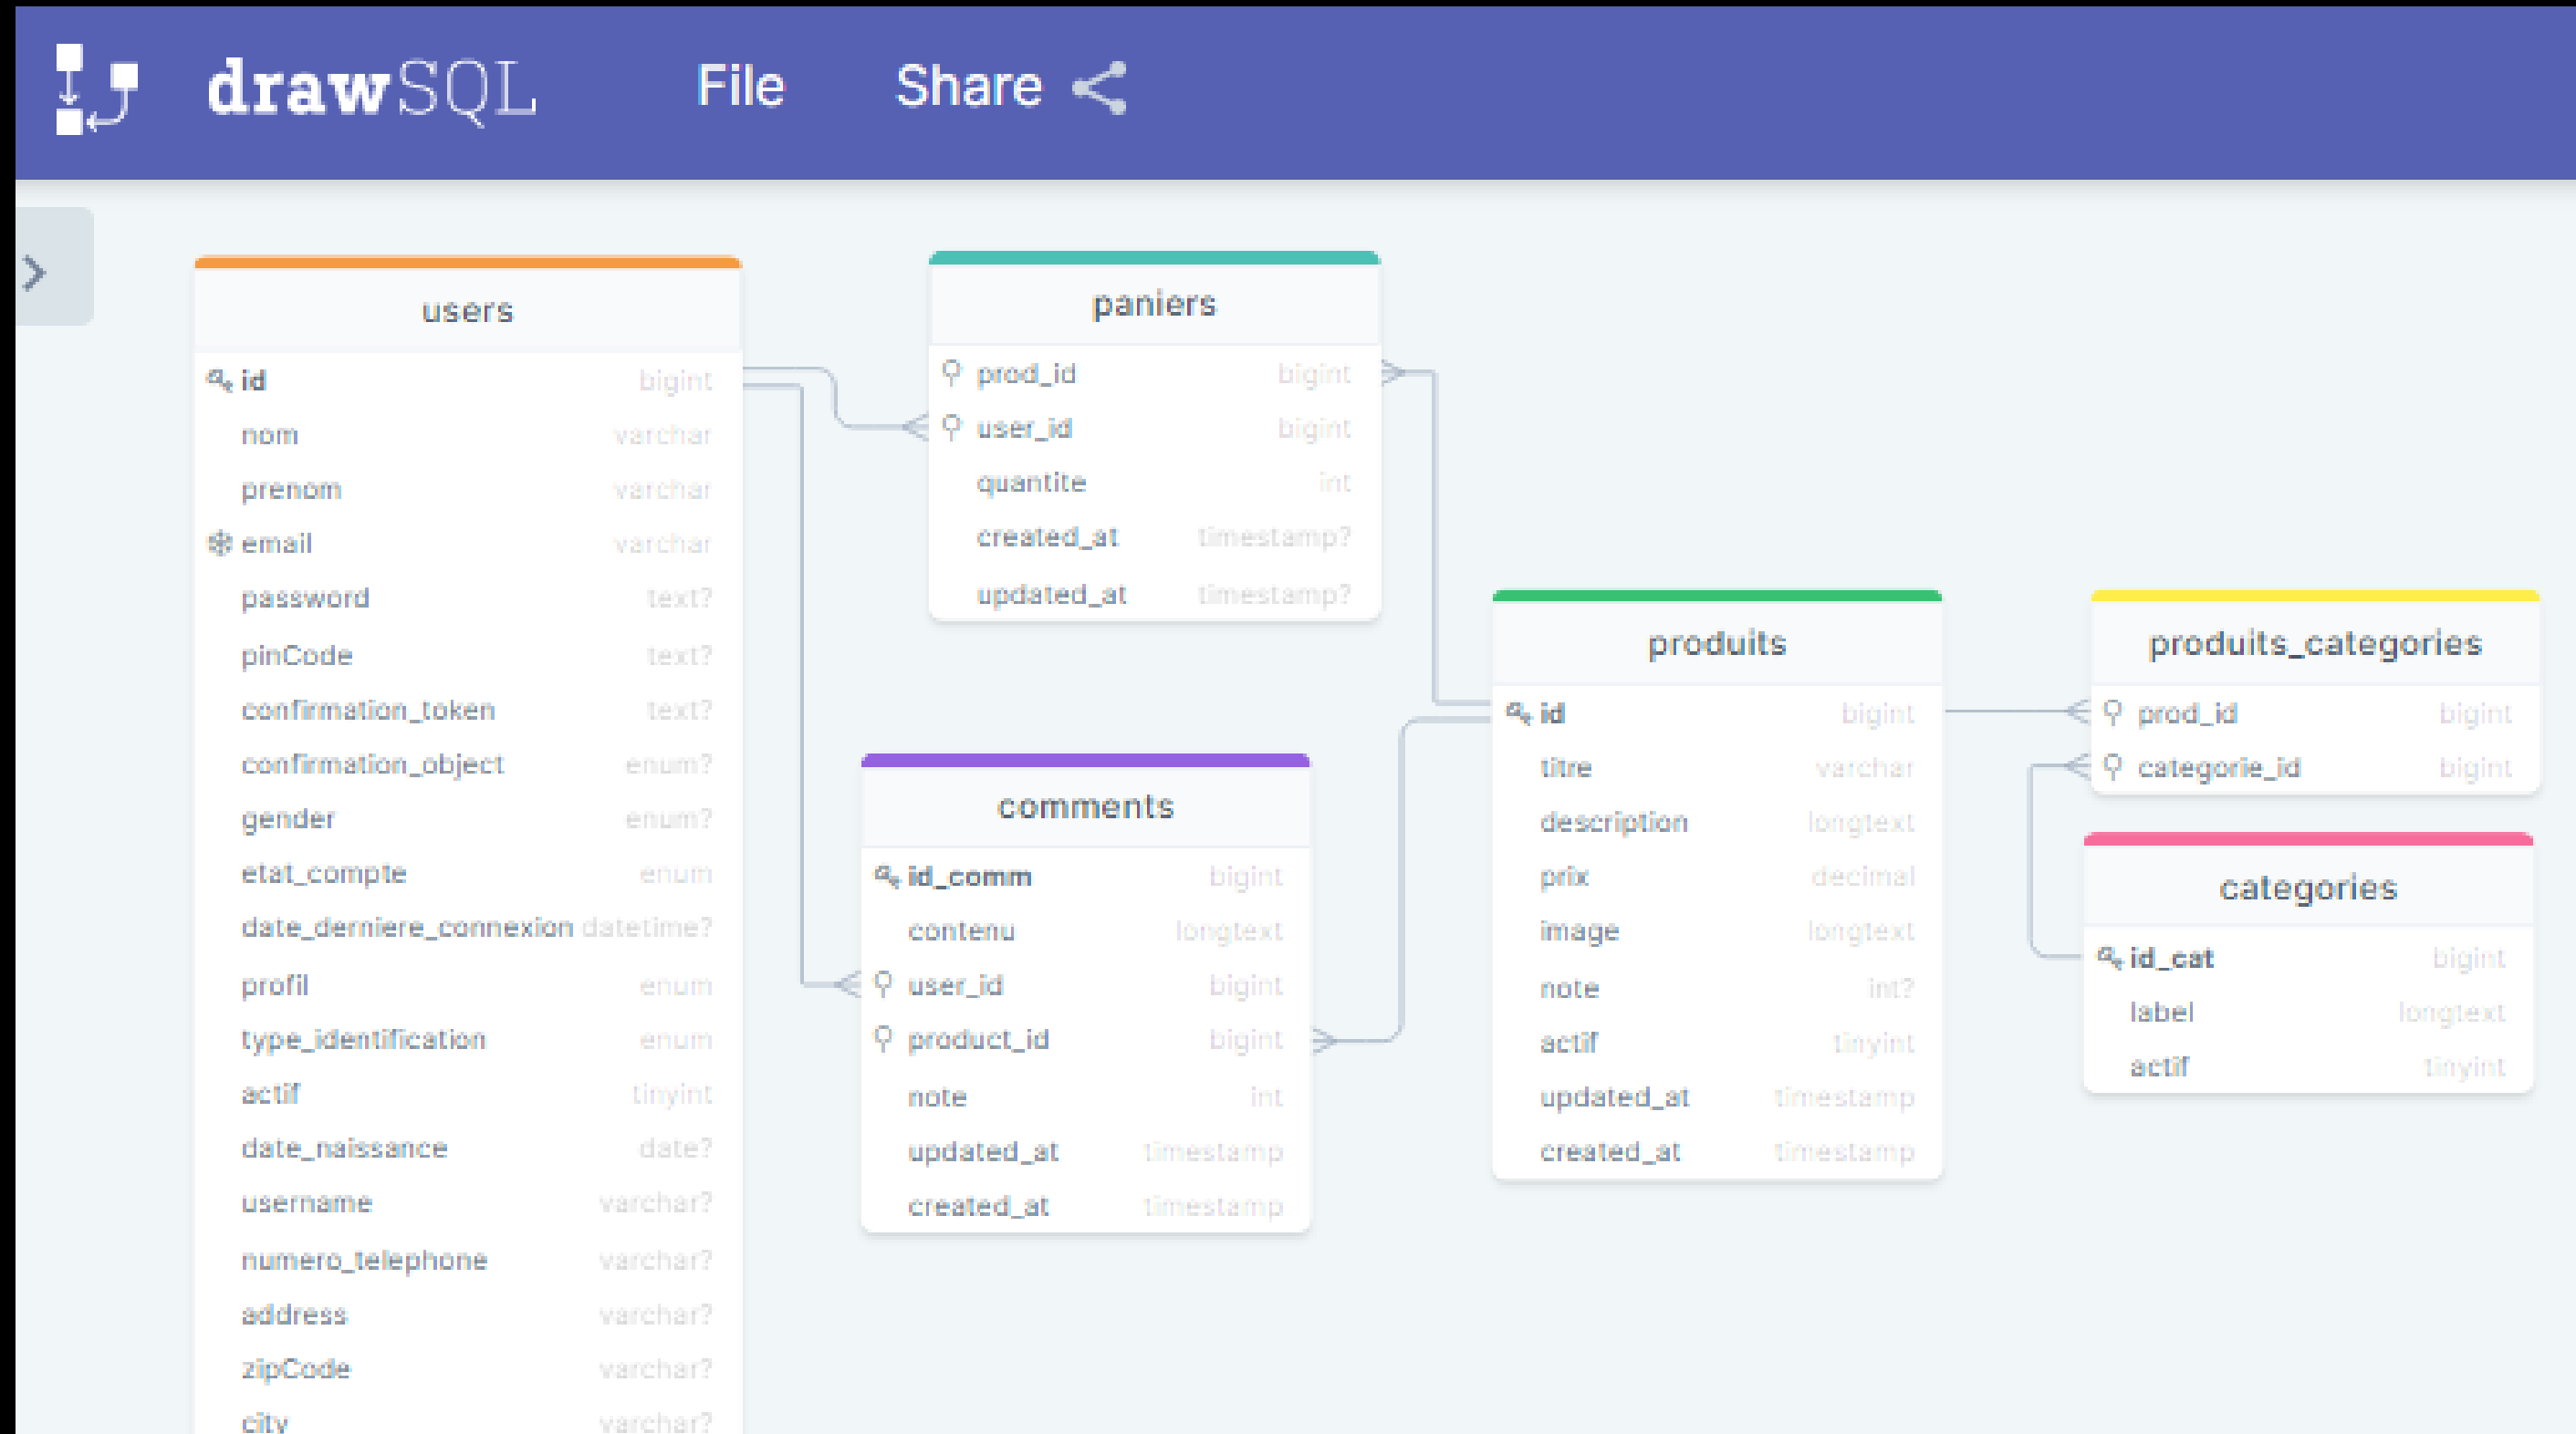 drawSQL File Share
users
id bigint
nom varchar
prenom varchar
email varchar
password text?
pinCode text?
confirmation_token text?
confirmation_object enum?
gender enum?
etat_compte enum
date_derniere_connexion datetime?
profil enum
type_identification enum
actif tinyint
date_naissance date?
username varchar?
numero_telephone varchar?
address varchar?
zipCode varchar?
city varchar?
paniers
prod_id bigint
user_id bigint
quantite int
created_at timestamp?
updated_at timestamp?
comments
id_comm bigint
contenu longtext
user_id bigint
product_id bigint
note int
updated_at timestamp
created_at timestamp
produits
id bigint
titre varchar
description longtext
prix decimal
image longtext
note int?
actif tinyint
updated_at timestamp
created_at timestamp
produits_categories
prod_id bigint
categorie_id bigint
categories
id_cat bigint
label longtext
actif tinyint